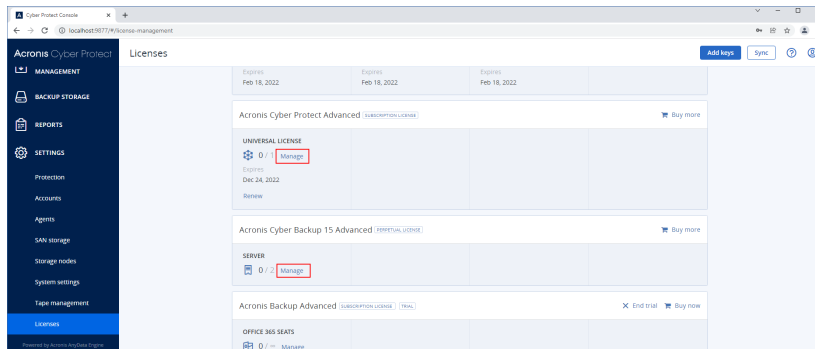 Cyber Protect Console
localhost:9877/#/license-management
Acronis Cyber Protect
Licenses
Add keys
Sync
MANAGEMENT
BACKUP STORAGE
REPORTS
SETTINGS
Protection
Accounts
Agents
SAN storage
Storage nodes
System settings
Tape management
Licenses
Powered by Acronis AnyData Engine
Expires Expires Expires
Feb 18, 2022 Feb 18, 2022 Feb 18, 2022
Acronis Cyber Protect Advanced SUBSCRIPTION LICENSE Buy more
UNIVERSAL LICENSE
0 / 1 Manage
Expires
Dec 24, 2022
Renew
Acronis Cyber Backup 15 Advanced PERPETUAL LICENSE Buy more
SERVER
0 / 2 Manage
Acronis Backup Advanced SUBSCRIPTION LICENSE TRIAL End trial Buy now
OFFICE 365 SEATS
0 / ∞ Manage